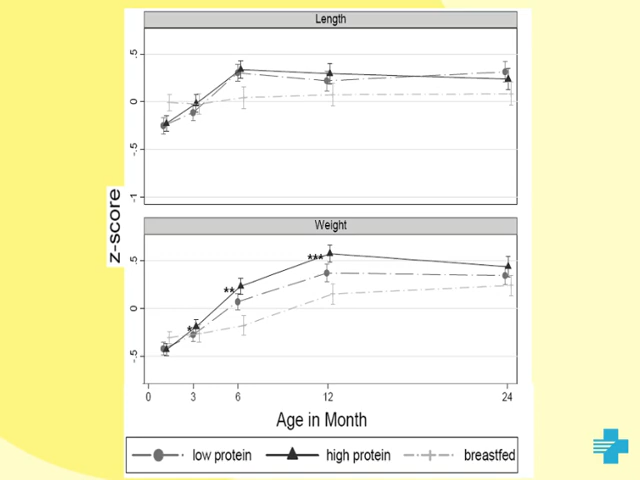 Length
.5
0
-.5
-1
z-score
Weight
***
.5
**
0
*
-.5
0 3 6 12 24
Age in Month
low protein high protein breastfed